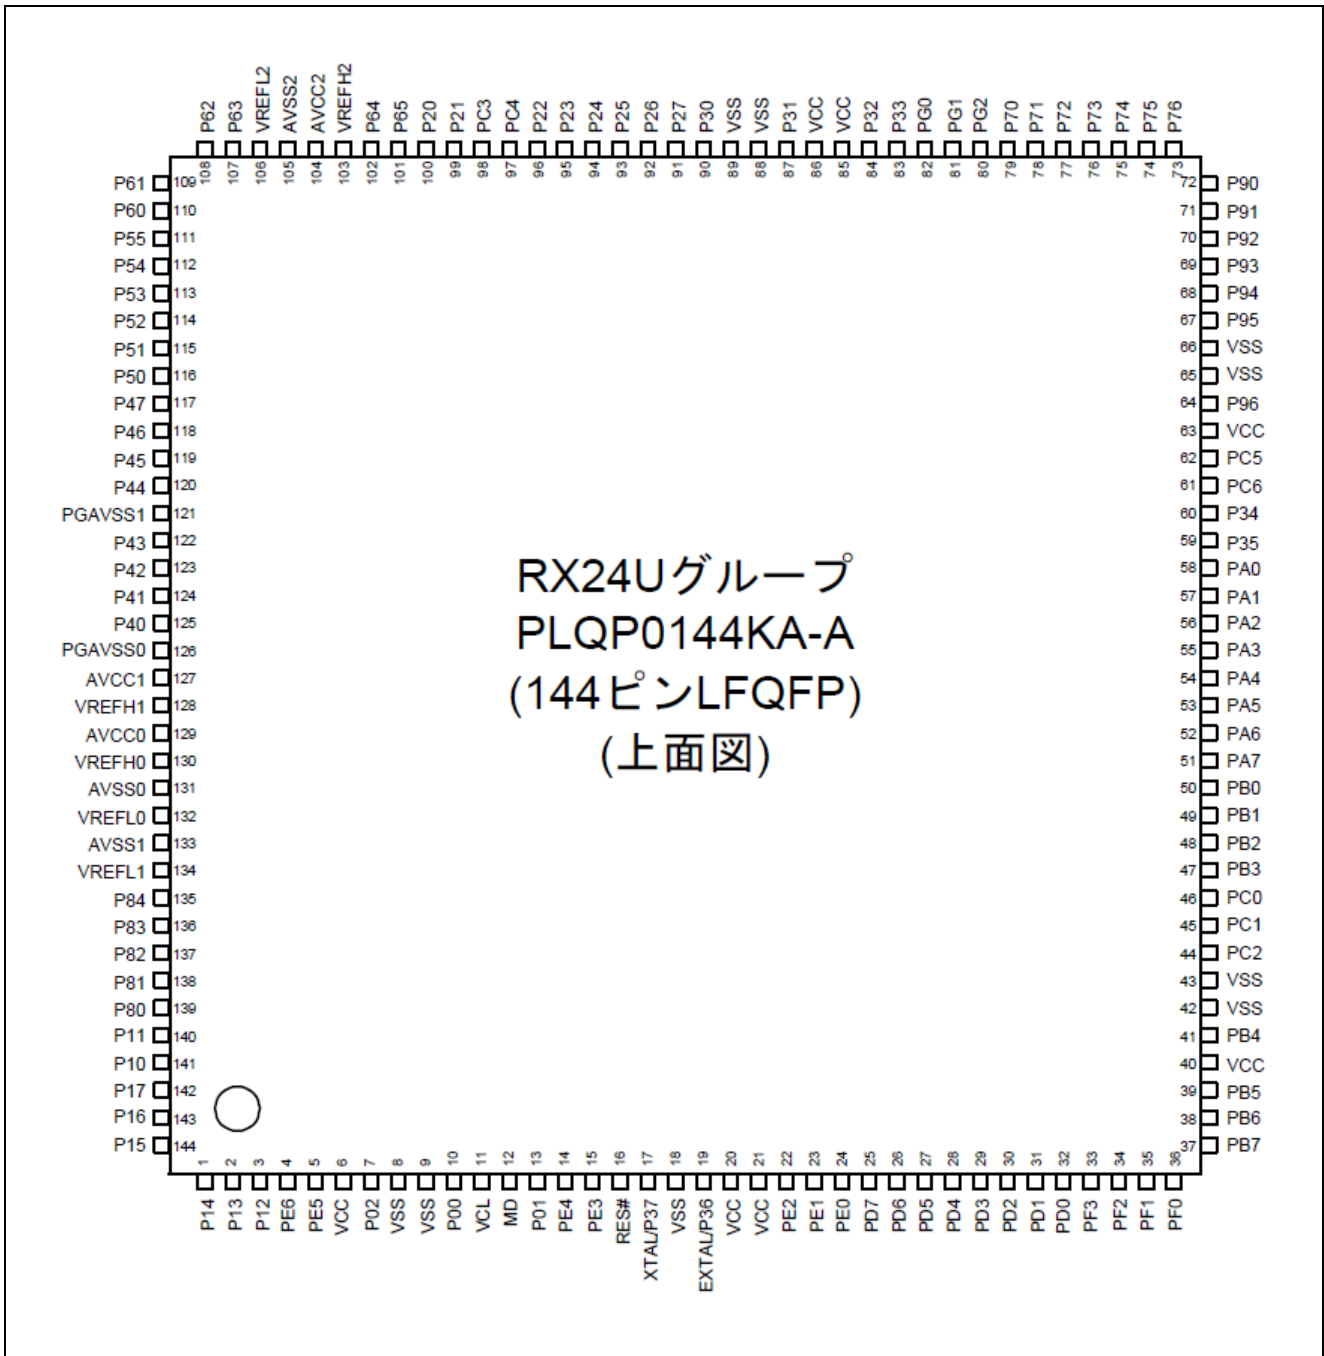 P62 P63 VREFL2 AVSS2 AVCC2 VREFH2 P64 P65 P20 P21 PC3 PC4 P22 P23 P24 P25 P26 P27 P30 VSS VSS P31 VCC VCC P32 P33 PG0 PG1 PG2 P70 P71 P72 P73 P74 P75 P76
108 107 106 105 104 103 102 101 100 99 98 97 96 95 94 93 92 91 90 89 88 87 86 85 84 83 82 81 80 79 78 77 76 75 74 73
P61 109
P60 110
P55 111
P54 112
P53 113
P52 114
P51 115
P50 116
P47 117
P46 118
P45 119
P44 120
PGAVSS1 121
P43 122
P42 123
P41 124
P40 125
PGAVSS0 126
AVCC1 127
VREFH1 128
AVCC0 129
VREFH0 130
AVSS0 131
VREFL0 132
AVSS1 133
VREFL1 134
P84 135
P83 136
P82 137
P81 138
P80 139
P11 140
P10 141
P17 142
P16 143
P15 144
RX24Uグループ
PLQP0144KA-A
(144ピンLFQFP)
(上面図)
72 P90
71 P91
70 P92
69 P93
68 P94
67 P95
66 VSS
65 VSS
64 P96
63 VCC
62 PC5
61 PC6
60 P34
59 P35
58 PA0
57 PA1
56 PA2
55 PA3
54 PA4
53 PA5
52 PA6
51 PA7
50 PB0
49 PB1
48 PB2
47 PB3
46 PC0
45 PC1
44 PC2
43 VSS
42 VSS
41 PB4
40 VCC
39 PB5
38 PB6
37 PB7
1 2 3 4 5 6 7 8 9 10 11 12 13 14 15 16 17 18 19 20 21 22 23 24 25 26 27 28 29 30 31 32 33 34 35 36
P14 P13 P12 PE6 PE5 VCC P02 VSS VSS P00 VCL MD P01 PE4 PE3 RES# XTAL/P37 VSS EXTAL/P36 VCC VCC PE2 PE1 PE0 PD7 PD6 PD5 PD4 PD3 PD2 PD1 PD0 PF3 PF2 PF1 PF0